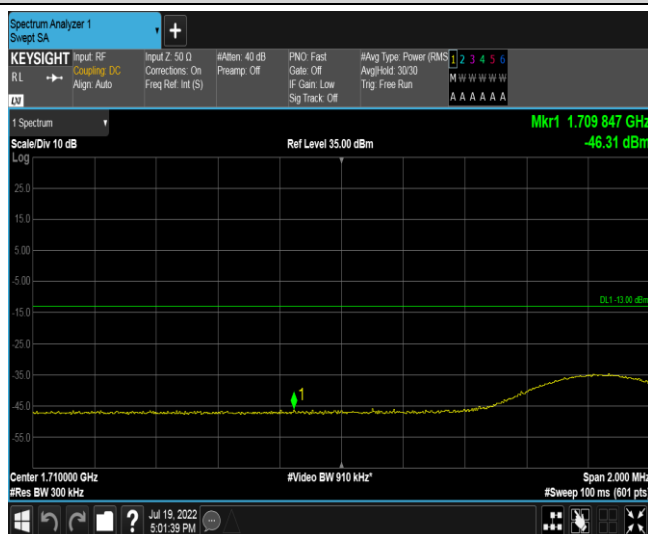 Spectrum Analyzer 1
Swept SA
+
KEYSIGHT
R L
Input: RF
Coupling: DC
Align: Auto
Input Z: 50 Ω
Corrections: On
Freq Ref: Int (S)
#Atten: 40 dB
Preamp: Off
PNO: Fast
Gate: Off
IF Gain: Low
Sig Track: Off
#Avg Type: Power (RMS
Avg|Hold: 30/30
Trig: Free Run
1 2 3 4 5 6
M W W W W W
A A A A A A
1 Spectrum
Scale/Div 10 dB
Ref Level 35.00 dBm
Mkr1 1.709 847 GHz
-46.31 dBm
Log
25.0
15.0
5.00
-5.00
DL1 -13.00 dBm
-15.0
-25.0
-35.0
1
-45.0
-55.0
Center 1.710000 GHz
#Video BW 910 kHz*
Span 2.000 MHz
#Res BW 300 kHz
#Sweep 100 ms (601 pts)
?
Jul 19, 2022
5:01:39 PM